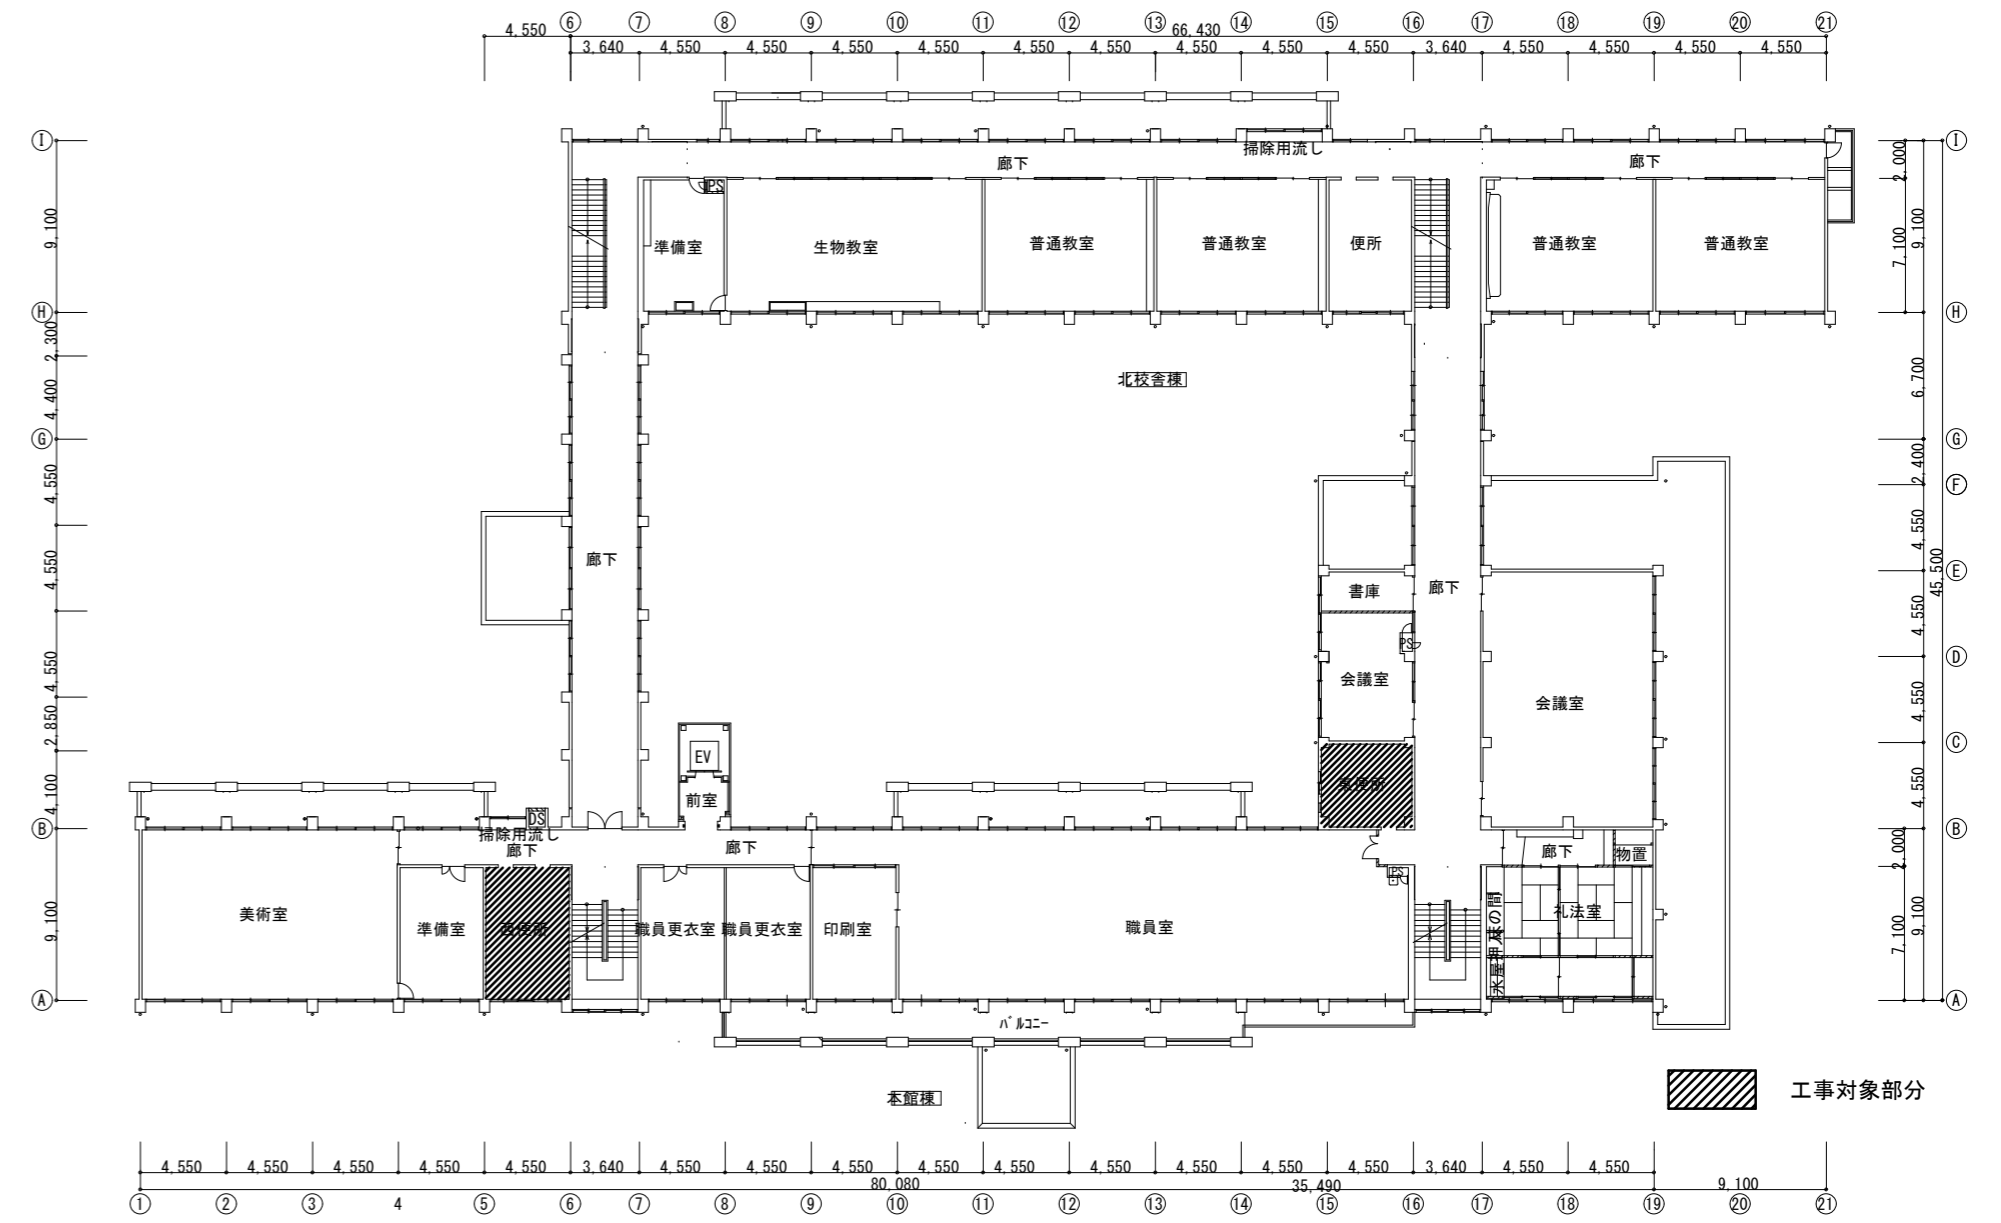 ⑥ ⑦ ⑧ ⑨ ⑩ ⑪ ⑫ ⑬ ⑭ ⑮ ⑯ ⑰ ⑱ ⑲ ⑳ ㉑
4,550 66,430
3,640 4,550 4,550 4,550 4,550 4,550 4,550 4,550 4,550 4,550 3,640 4,550 4,550 4,550 4,550
Ⓘ Ⓘ
掃除用流し
廊下 廊下
2,000
PS
9,100 7,100 9,100
準備室 生物教室 普通教室 普通教室 便所 普通教室 普通教室
Ⓗ Ⓗ
2,300
北校舎棟
4,400 6,700
Ⓖ Ⓖ
2,400
4,550 Ⓕ
4,550
廊下
4,550 45,500
Ⓔ
書庫 廊下
4,550
PS
Ⓓ
4,550 会議室 会議室
4,550
2,850
Ⓒ
EV
4,100 前室 4,550
DS
Ⓑ Ⓑ
掃除用流し
廊下 廊下 廊下 物置
2,000
PS
9,100 7,100 9,100
美術室 準備室 職員更衣室 職員更衣室 印刷室 職員室 礼法室
水屋 押入 床の間
Ⓐ Ⓐ
バルコニー
本館棟
工事対象部分
4,550 4,550 4,550 4,550 4,550 3,640 4,550 4,550 4,550 4,550 4,550 4,550 4,550 4,550 4,550 3,640 4,550 4,550
80,080 35,490 9,100
① ② ③ 4 ⑤ ⑥ ⑦ ⑧ ⑨ ⑩ ⑪ ⑫ ⑬ ⑭ ⑮ ⑯ ⑰ ⑱ ⑲ ⑳ ㉑